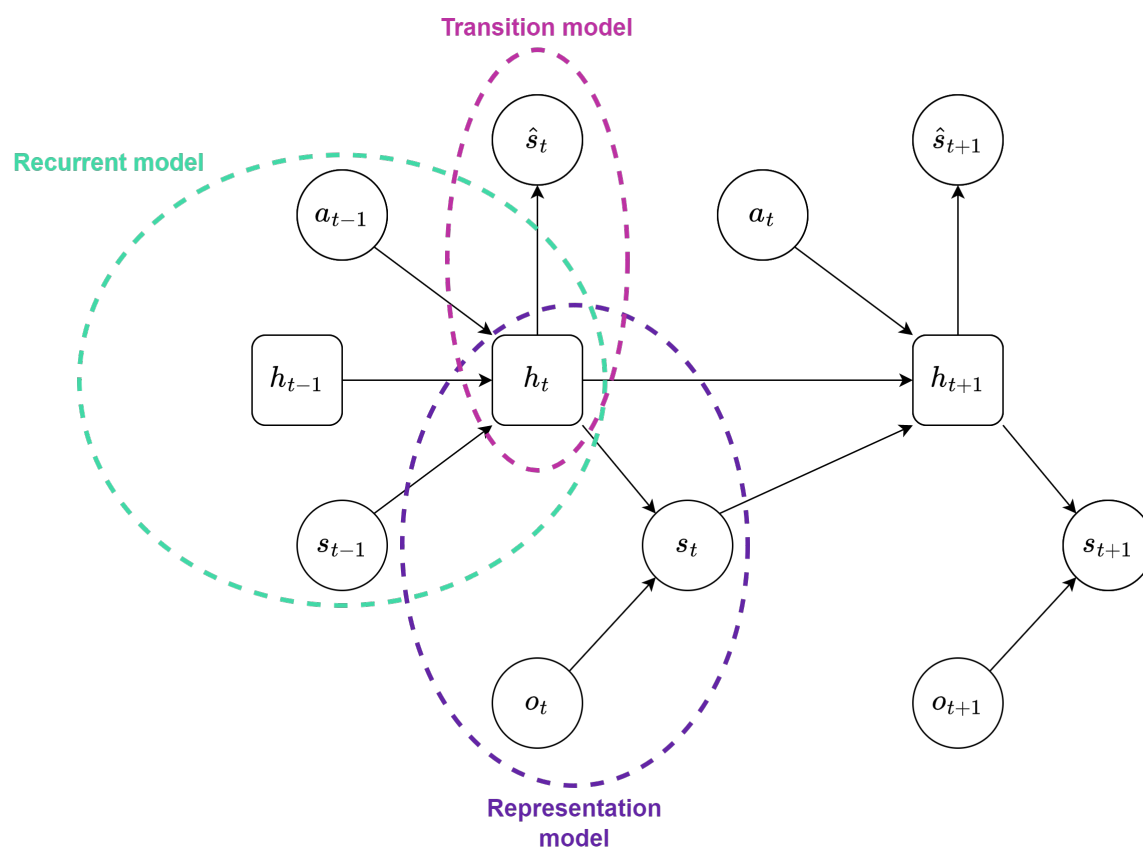 Transition model
Recurrent model
ŝ_t
ŝ_{t+1}
a_{t−1}
a_t
h_{t−1}
h_t
h_{t+1}
s_{t−1}
s_t
s_{t+1}
o_t
o_{t+1}
Representation
model